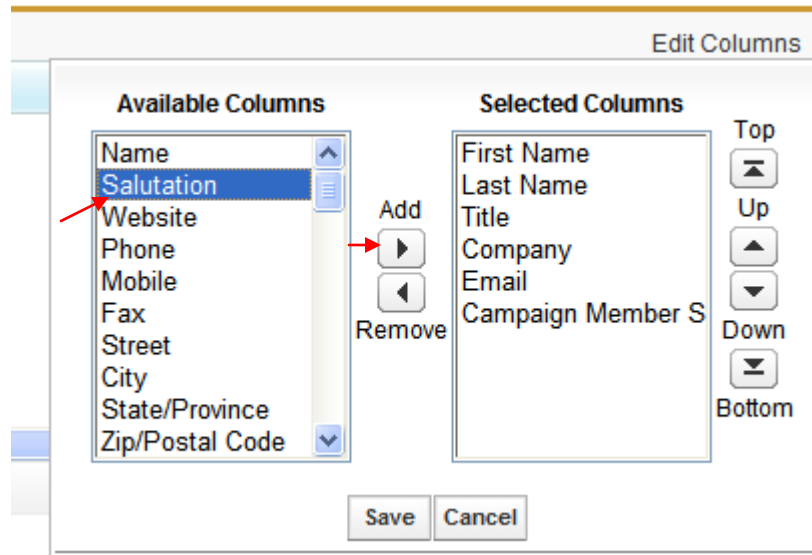 Edit Columns
Available Columns
Selected Columns
Name
Salutation
Website
Phone
Mobile
Fax
Street
City
State/Province
Zip/Postal Code
Add
Remove
First Name
Last Name
Title
Company
Email
Campaign Member S
Top
Up
Down
Bottom
Save
Cancel